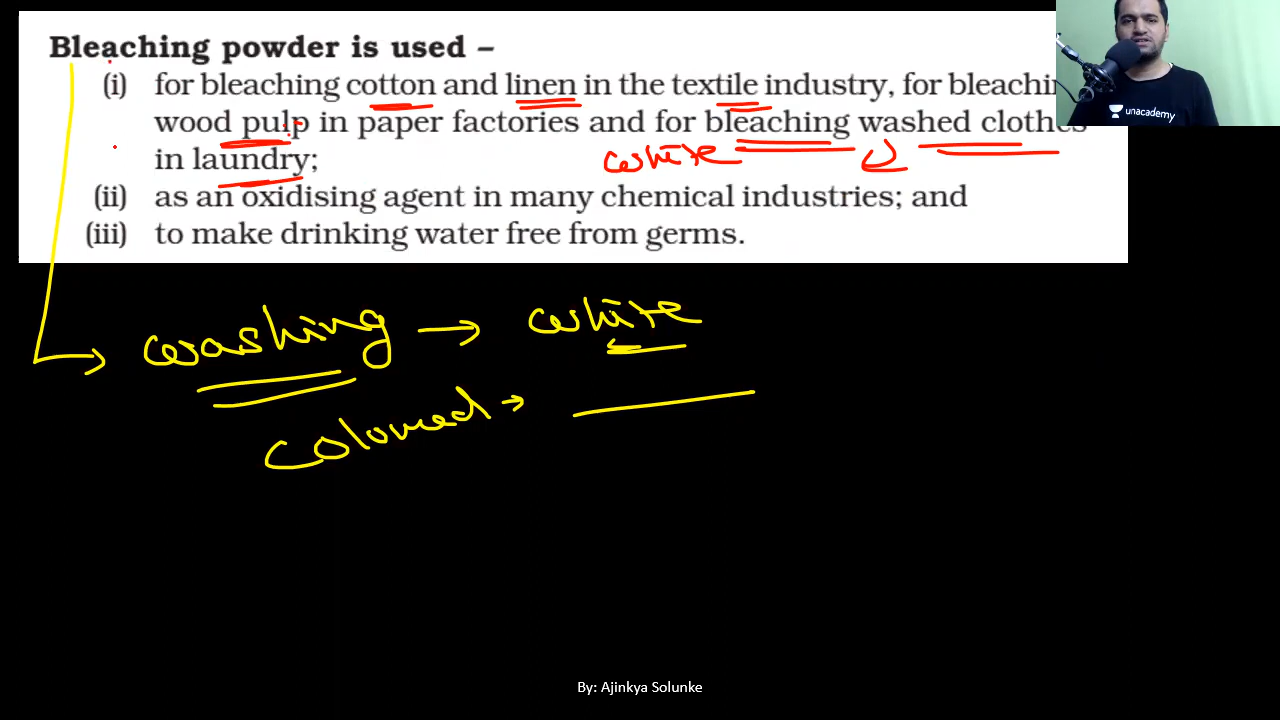 Bleaching powder is used –
(i) for bleaching cotton and linen in the textile industry, for bleachin
wood pulp in paper factories and for bleaching washed clothes
in laundry;
white
(ii) as an oxidising agent in many chemical industries; and
(iii) to make drinking water free from germs.
washing → white
coloured →
unacademy
By: Ajinkya Solunke